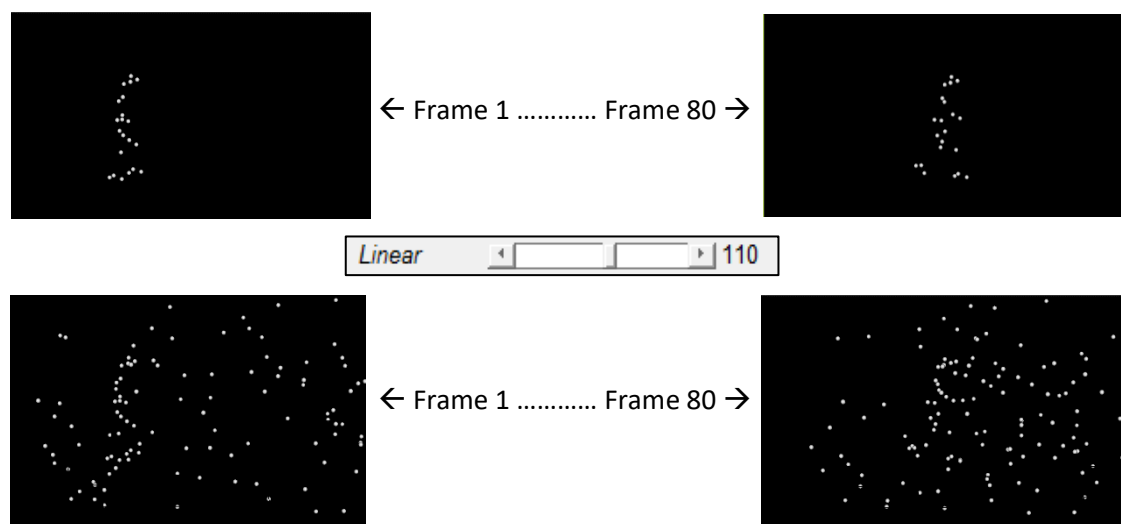 ← Frame 1 ………… Frame 80 →
Linear 110
← Frame 1 ………… Frame 80 →